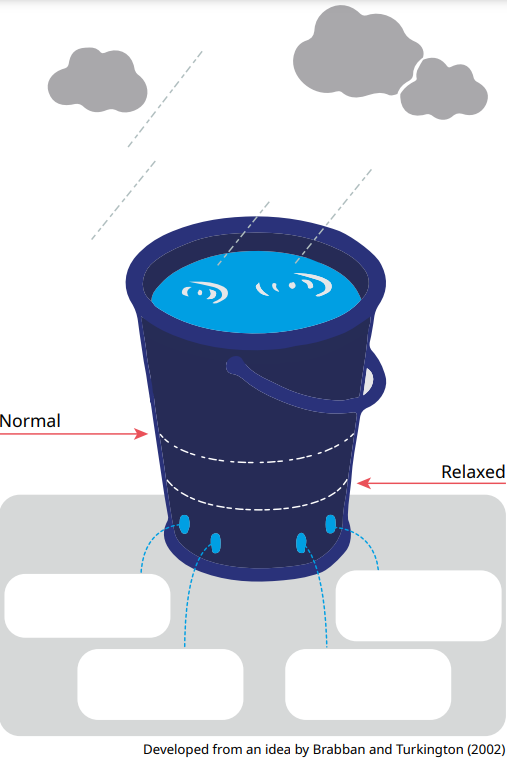 Normal
Relaxed
Developed from an idea by Brabban and Turkington (2002)